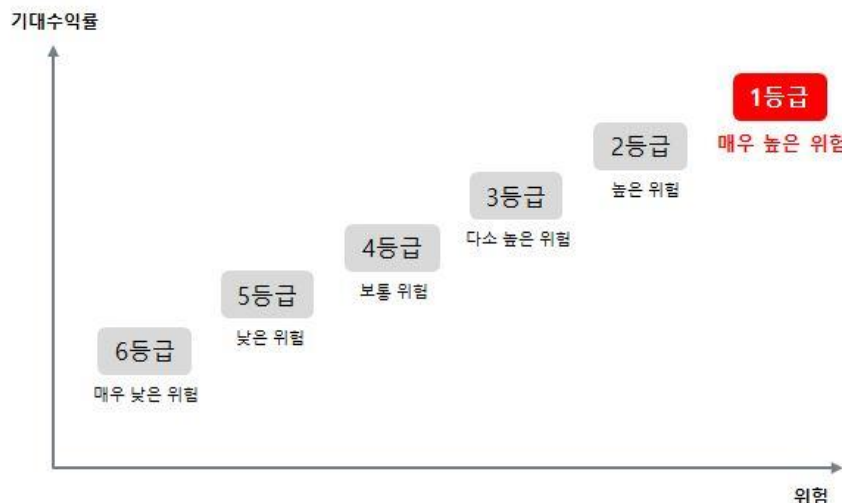 기대수익률
1등급
매우 높은 위험
2등급
높은 위험
3등급
다소 높은 위험
4등급
보통 위험
5등급
낮은 위험
6등급
매우 낮은 위험
위험